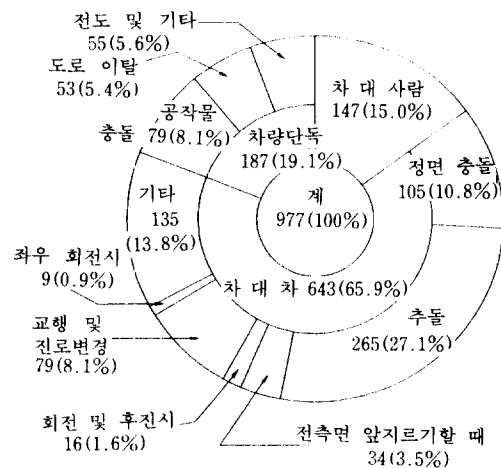 전도 및 기타
55(5.6%)
도로 이탈
53(5.4%)
공작물
충돌 79(8.1%)
차량단독
187(19.1%)
차 대 사람
147(15.0%)
정면 충돌
105(10.8%)
계
977(100%)
기타
135
(13.8%)
좌우 회전시
9(0.9%)
차 대 차 643(65.9%)
교행 및
진로변경
79(8.1%)
추돌
265(27.1%)
회전 및 후진시
16(1.6%)
전측면 앞지르기할 때
34(3.5%)